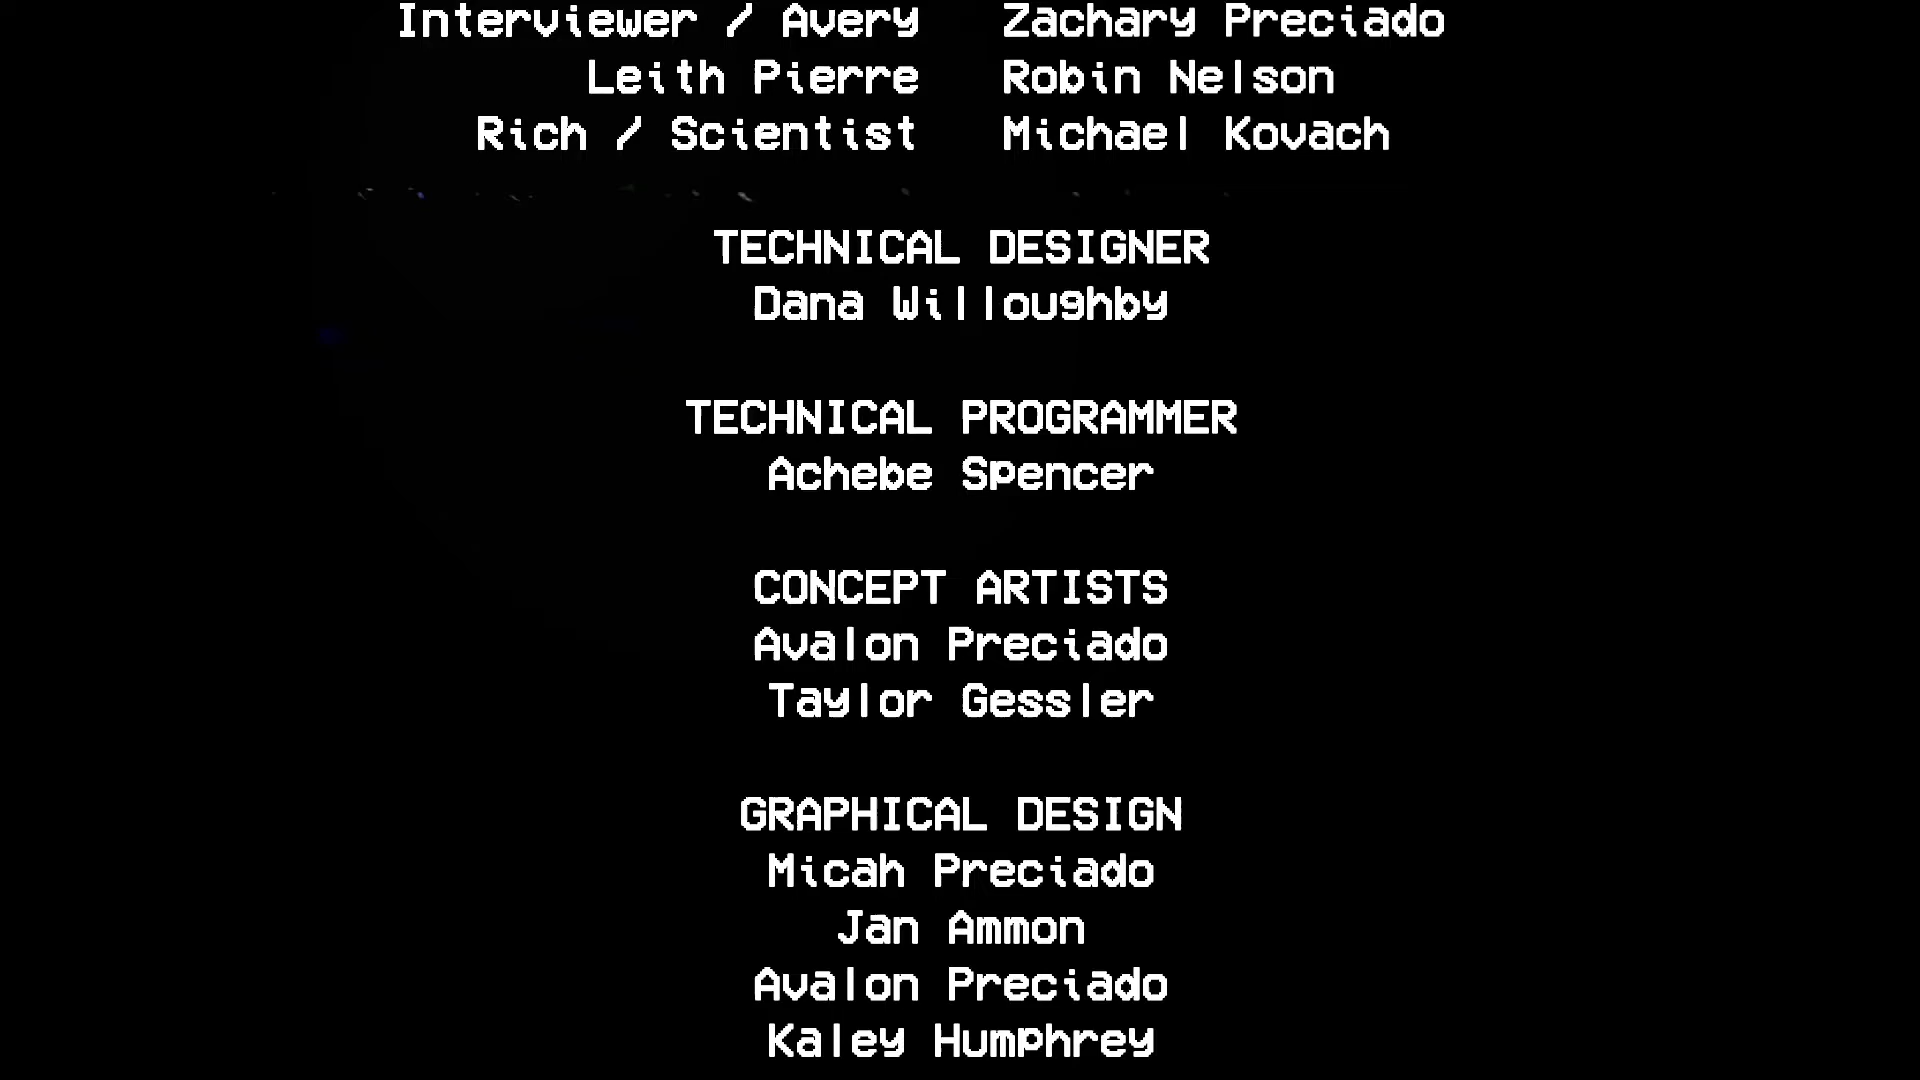 Interviewer / Avery Zachary Preciado
Leith Pierre Robin Nelson
Rich / Scientist Michael Kovach
TECHNICAL DESIGNER
Dana Willoughby
TECHNICAL PROGRAMMER
Achebe Spencer
CONCEPT ARTISTS
Avalon Preciado
Taylor Gessler
GRAPHICAL DESIGN
Micah Preciado
Jan Ammon
Avalon Preciado
Kaley Humphrey